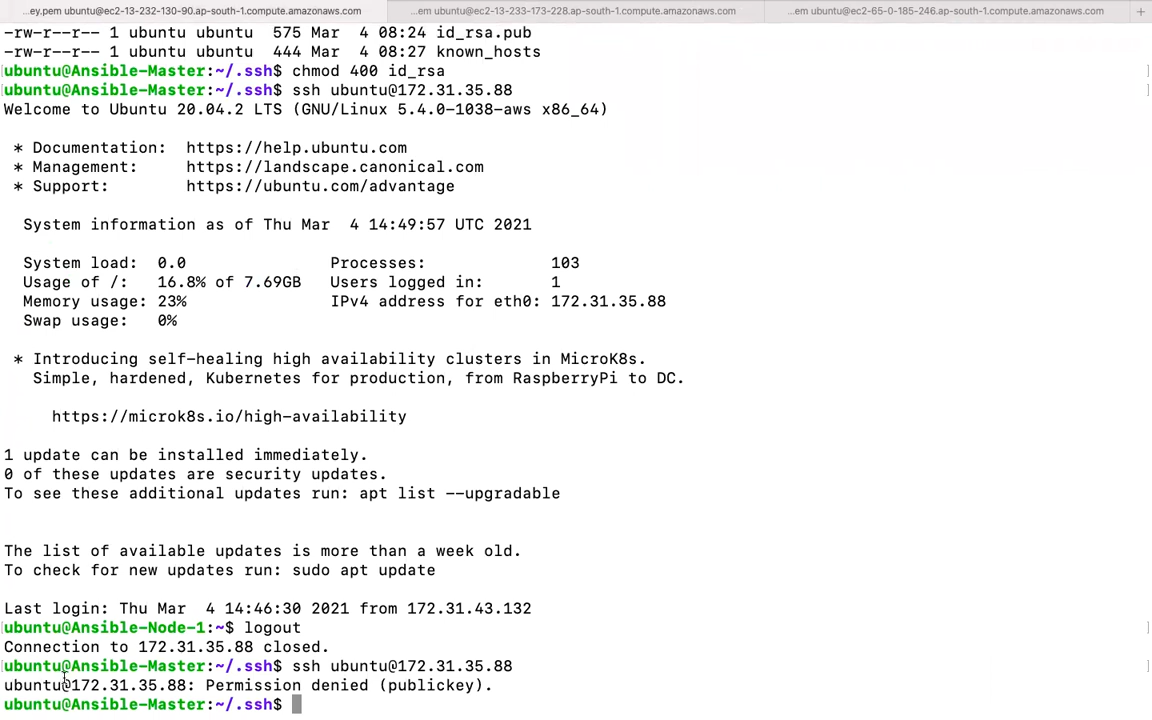 ...ey.pem ubuntu@ec2-13-232-130-90.ap-south-1.compute.amazonaws.com
...em ubuntu@ec2-13-233-173-228.ap-south-1.compute.amazonaws.com
...em ubuntu@ec2-65-0-185-246.ap-south-1.compute.amazonaws.com
+
-rw-r--r-- 1 ubuntu ubuntu  575 Mar  4 08:24 id_rsa.pub
-rw-r--r-- 1 ubuntu ubuntu  444 Mar  4 08:27 known_hosts
[ubuntu@Ansible-Master:~/.ssh$ chmod 400 id_rsa ]
[ubuntu@Ansible-Master:~/.ssh$ ssh ubuntu@172.31.35.88 ]
Welcome to Ubuntu 20.04.2 LTS (GNU/Linux 5.4.0-1038-aws x86_64)
* Documentation:  https://help.ubuntu.com
* Management:     https://landscape.canonical.com
* Support:        https://ubuntu.com/advantage
System information as of Thu Mar  4 14:49:57 UTC 2021
System load:  0.0               Processes:             103
Usage of /:   16.8% of 7.69GB   Users logged in:       1
Memory usage: 23%               IPv4 address for eth0: 172.31.35.88
Swap usage:   0%
* Introducing self-healing high availability clusters in MicroK8s.
Simple, hardened, Kubernetes for production, from RaspberryPi to DC.
https://microk8s.io/high-availability
1 update can be installed immediately.
0 of these updates are security updates.
To see these additional updates run: apt list --upgradable
The list of available updates is more than a week old.
To check for new updates run: sudo apt update
Last login: Thu Mar  4 14:46:30 2021 from 172.31.43.132
[ubuntu@Ansible-Node-1:~$ logout ]
Connection to 172.31.35.88 closed.
[ubuntu@Ansible-Master:~/.ssh$ ssh ubuntu@172.31.35.88 ]
ubuntu@172.31.35.88: Permission denied (publickey).
ubuntu@Ansible-Master:~/.ssh$